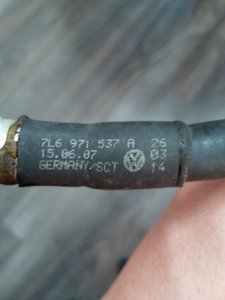 7L6 971 537 A 26
15.06.07 03
GERMANY/SCT 14